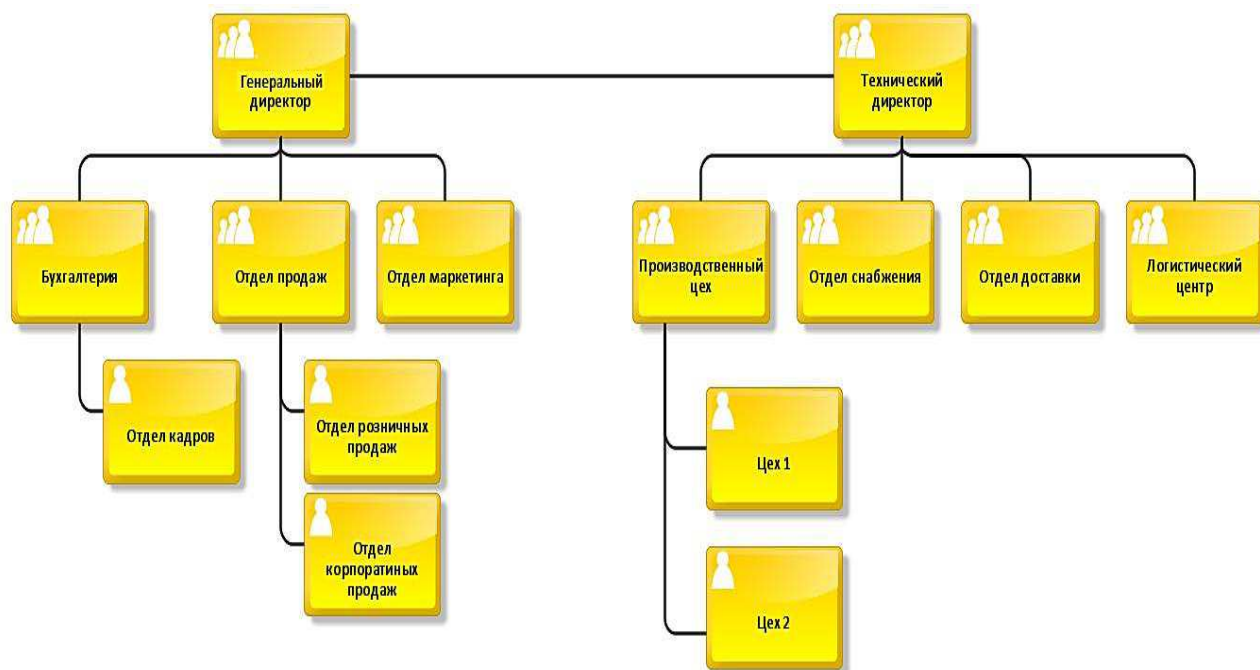 Генеральный
директор
Технический
директор
Бухгалтерия
Отдел продаж
Отдел маркетинга
Производственный
цех
Отдел снабжения
Отдел доставки
Логистический
центр
Отдел кадров
Отдел розничных
продаж
Отдел
корпоратиных
продаж
Цех 1
Цех 2